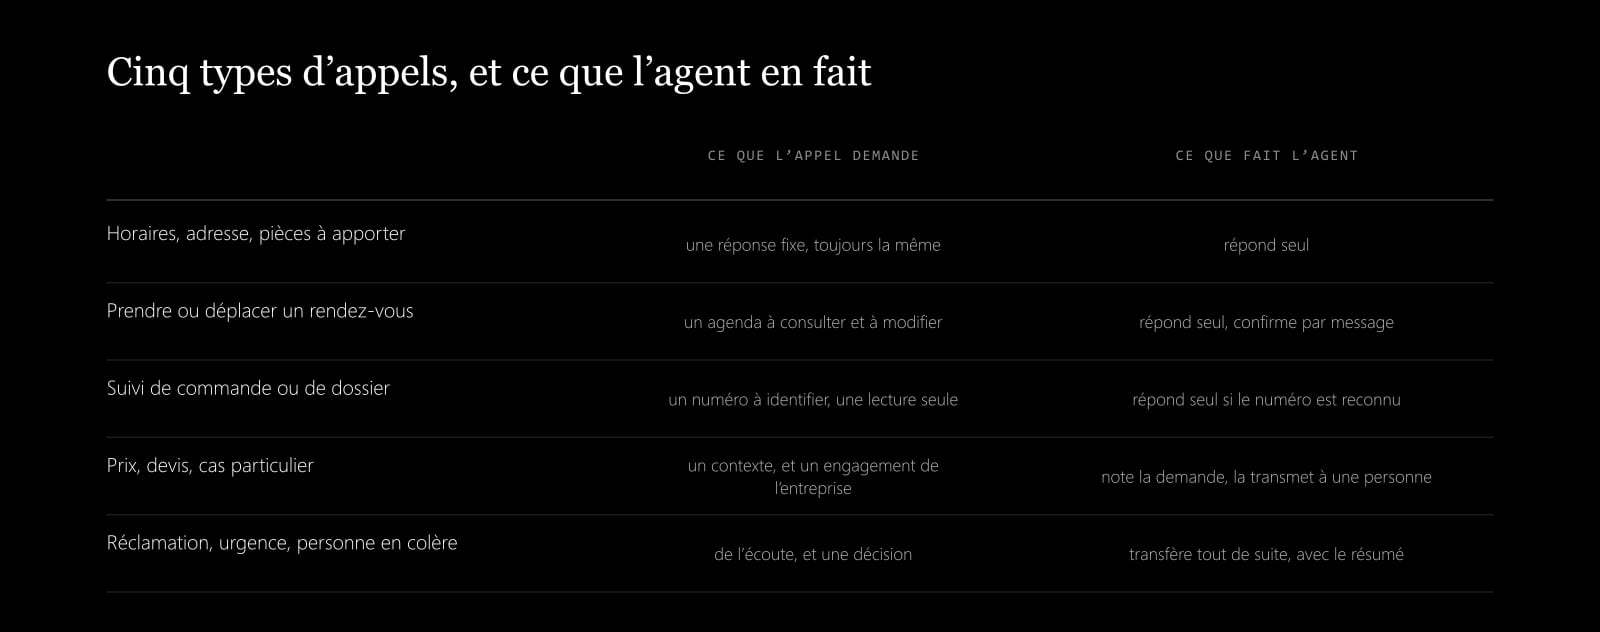 Cinq types d’appels, et ce que l’agent en fait
CE QUE L’APPEL DEMANDE
CE QUE FAIT L’AGENT
Horaires, adresse, pièces à apporter
une réponse fixe, toujours la même
répond seul
Prendre ou déplacer un rendez-vous
un agenda à consulter et à modifier
répond seul, confirme par message
Suivi de commande ou de dossier
un numéro à identifier, une lecture seule
répond seul si le numéro est reconnu
Prix, devis, cas particulier
un contexte, et un engagement de
l’entreprise
note la demande, la transmet à une personne
Réclamation, urgence, personne en colère
de l’écoute, et une décision
transfère tout de suite, avec le résumé